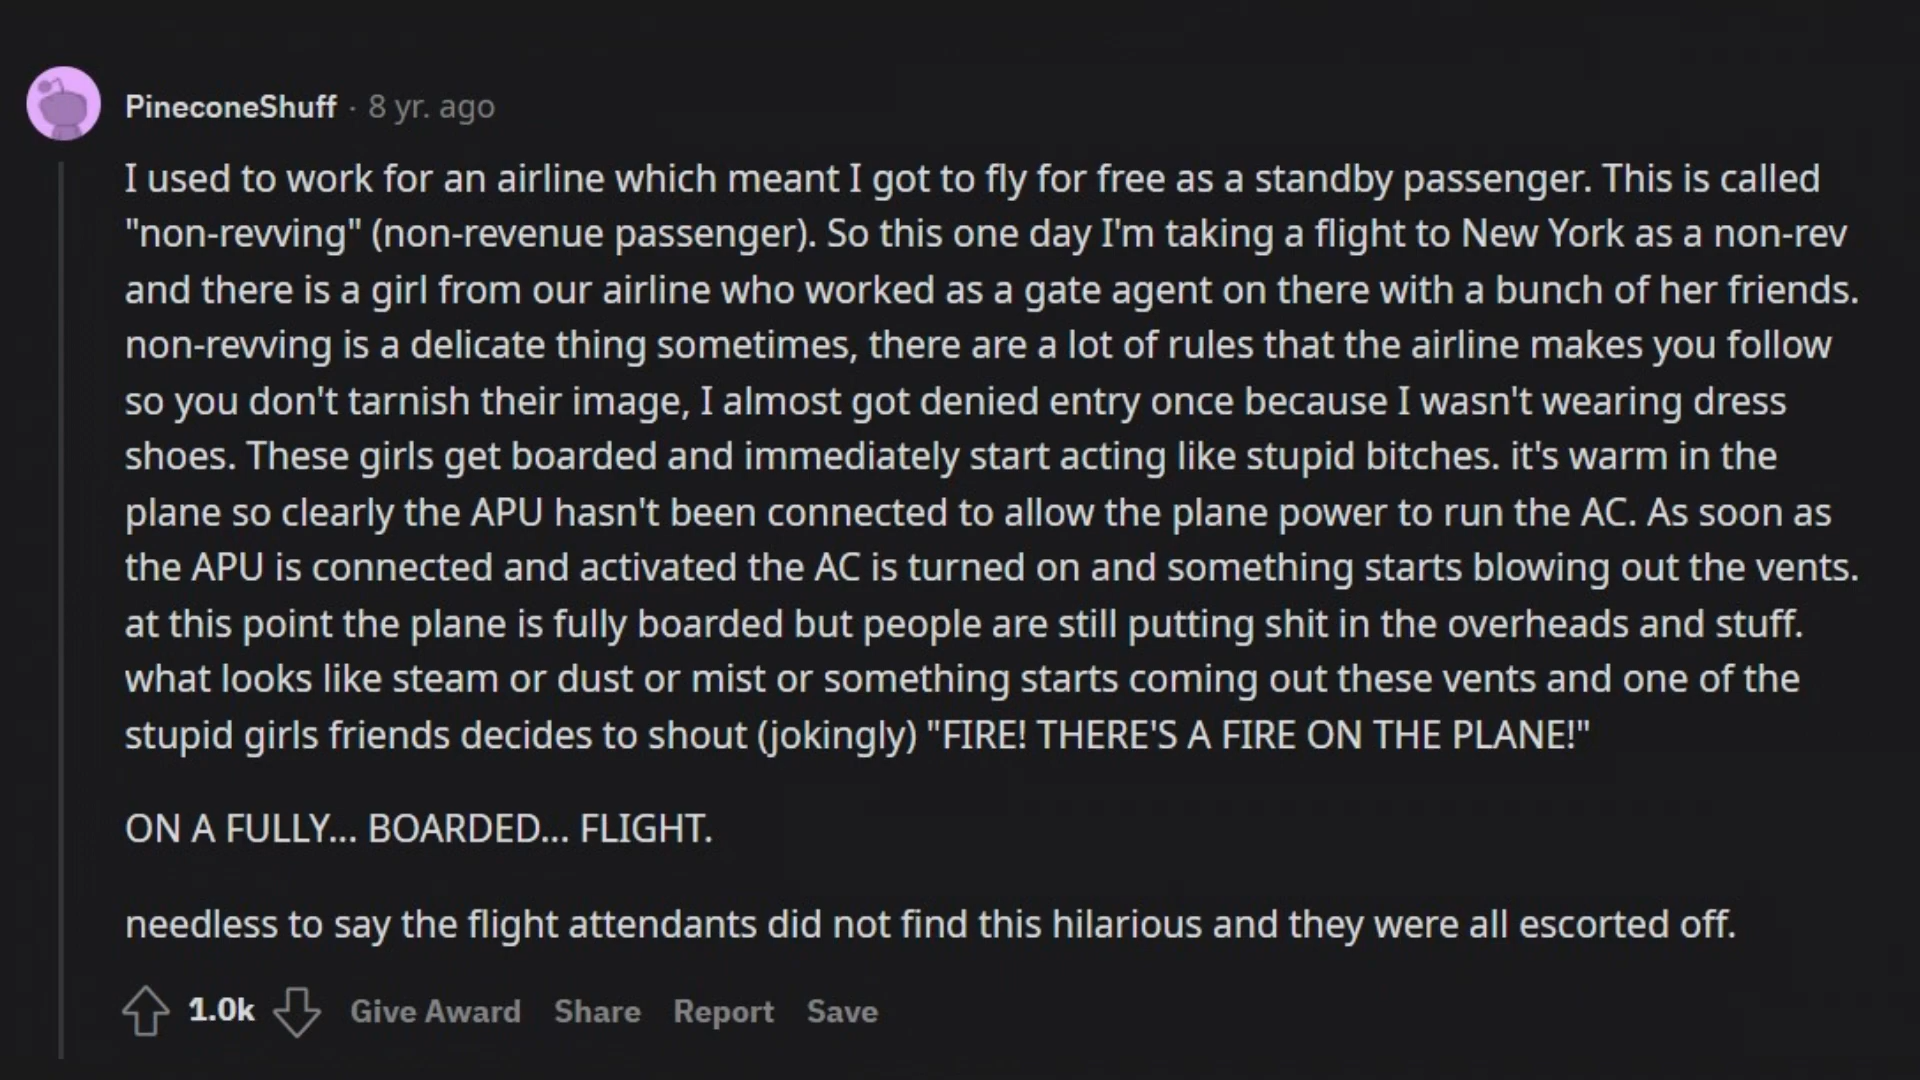 PineconeShuff · 8 yr. ago
I used to work for an airline which meant I got to fly for free as a standby passenger. This is called
"non-revving" (non-revenue passenger). So this one day I'm taking a flight to New York as a non-rev
and there is a girl from our airline who worked as a gate agent on there with a bunch of her friends.
non-revving is a delicate thing sometimes, there are a lot of rules that the airline makes you follow
so you don't tarnish their image, I almost got denied entry once because I wasn't wearing dress
shoes. These girls get boarded and immediately start acting like stupid bitches. it's warm in the
plane so clearly the APU hasn't been connected to allow the plane power to run the AC. As soon as
the APU is connected and activated the AC is turned on and something starts blowing out the vents.
at this point the plane is fully boarded but people are still putting shit in the overheads and stuff.
what looks like steam or dust or mist or something starts coming out these vents and one of the
stupid girls friends decides to shout (jokingly) "FIRE! THERE'S A FIRE ON THE PLANE!"
ON A FULLY... BOARDED... FLIGHT.
needless to say the flight attendants did not find this hilarious and they were all escorted off.
1.0k Give Award Share Report Save